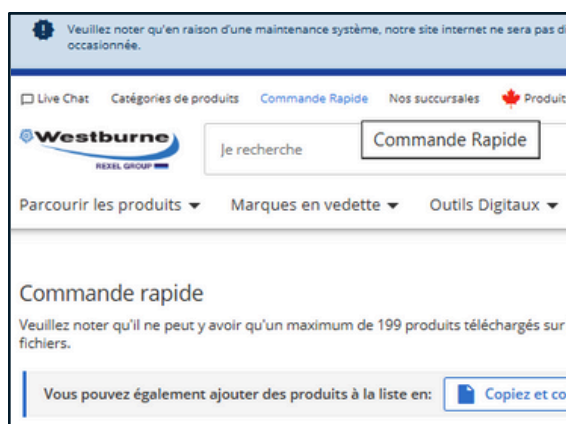 Veuillez noter qu'en raison d'une maintenance système, notre site internet ne sera pas
occasionnée.
Live Chat Catégories de produits Commande Rapide Nos succursales Produit
Westburne
REXEL GROUP
Je recherche
Commande Rapide
Parcourir les produits Marques en vedette Outils Digitaux
Commande rapide
Veuillez noter qu'il ne peut y avoir qu'un maximum de 199 produits téléchargés sur
fichiers.
Vous pouvez également ajouter des produits à la liste en: Copiez et co